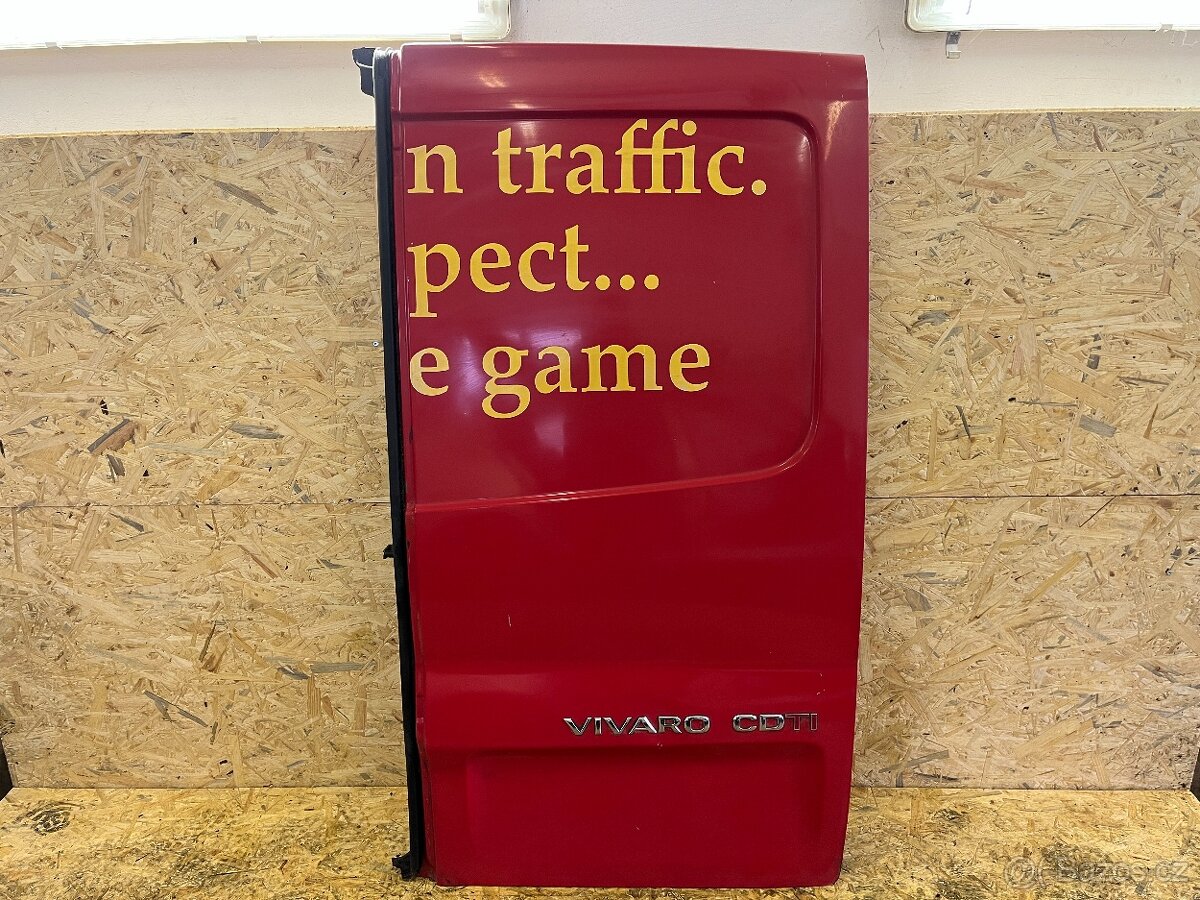 n traffic.
pect...
e game
VIVARO CDTI